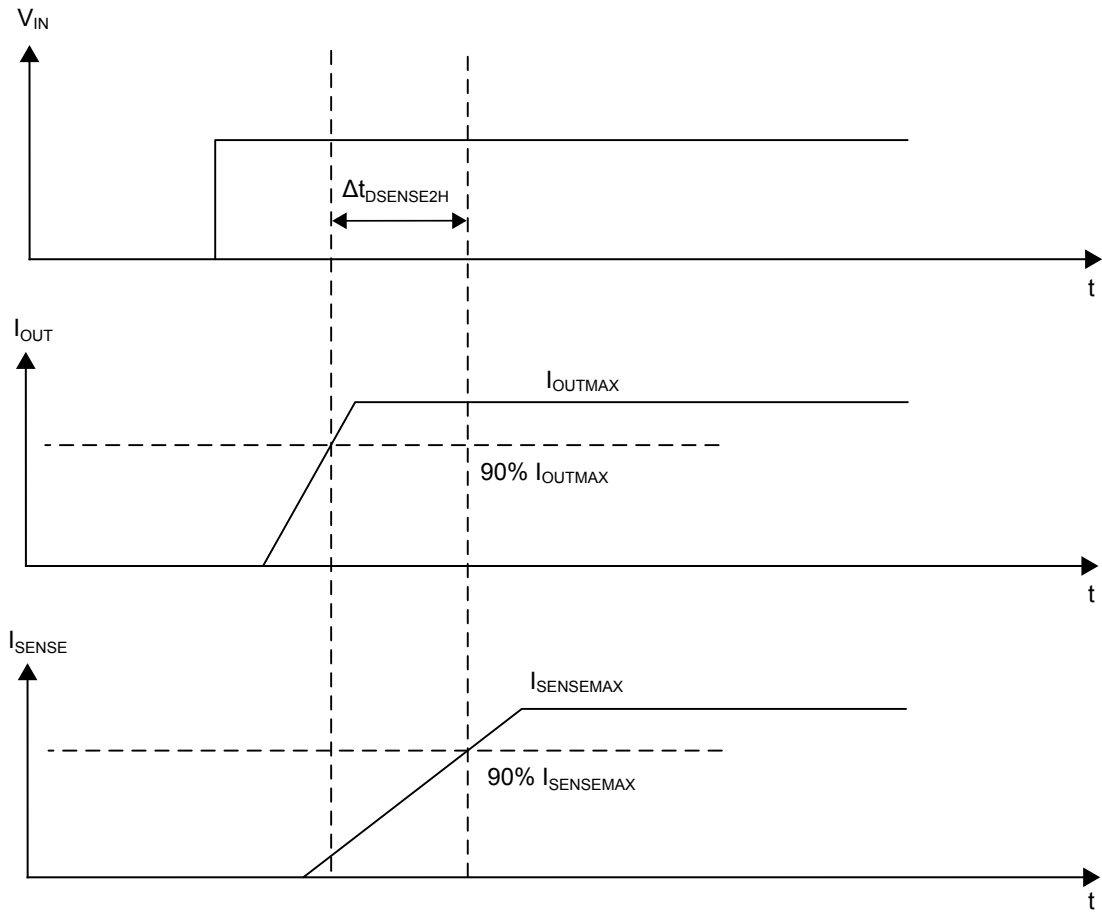 V_IN
Δt_DSENSE2H
t
I_OUT
I_OUTMAX
90% I_OUTMAX
t
I_SENSE
I_SENSEMAX
90% I_SENSEMAX
t